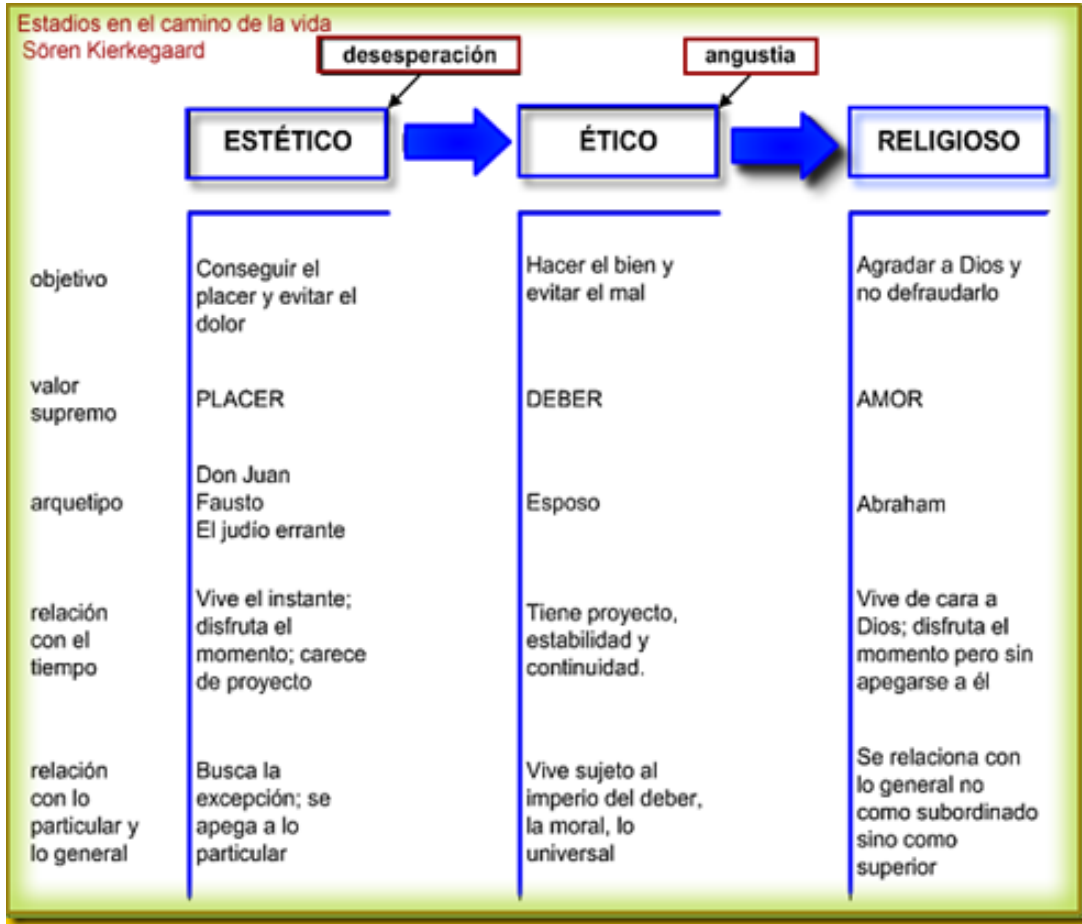 Estadios en el camino de la vida
Sören Kierkegaard
desesperación
angustia
ESTÉTICO
ÉTICO
RELIGIOSO
objetivo
Conseguir el
placer y evitar el
dolor
Hacer el bien y
evitar el mal
Agradar a Dios y
no defraudarlo
valor
supremo
PLACER
DEBER
AMOR
arquetipo
Don Juan
Fausto
El judío errante
Esposo
Abraham
relación
con el
tiempo
Vive el instante;
disfruta el
momento; carece
de proyecto
Tiene proyecto,
estabilidad y
continuidad.
Vive de cara a
Dios; disfruta el
momento pero sin
apegarse a él
relación
con lo
particular y
lo general
Busca la
excepción; se
apega a lo
particular
Vive sujeto al
imperio del deber,
la moral, lo
universal
Se relaciona con
lo general no
como subordinado
sino como
superior